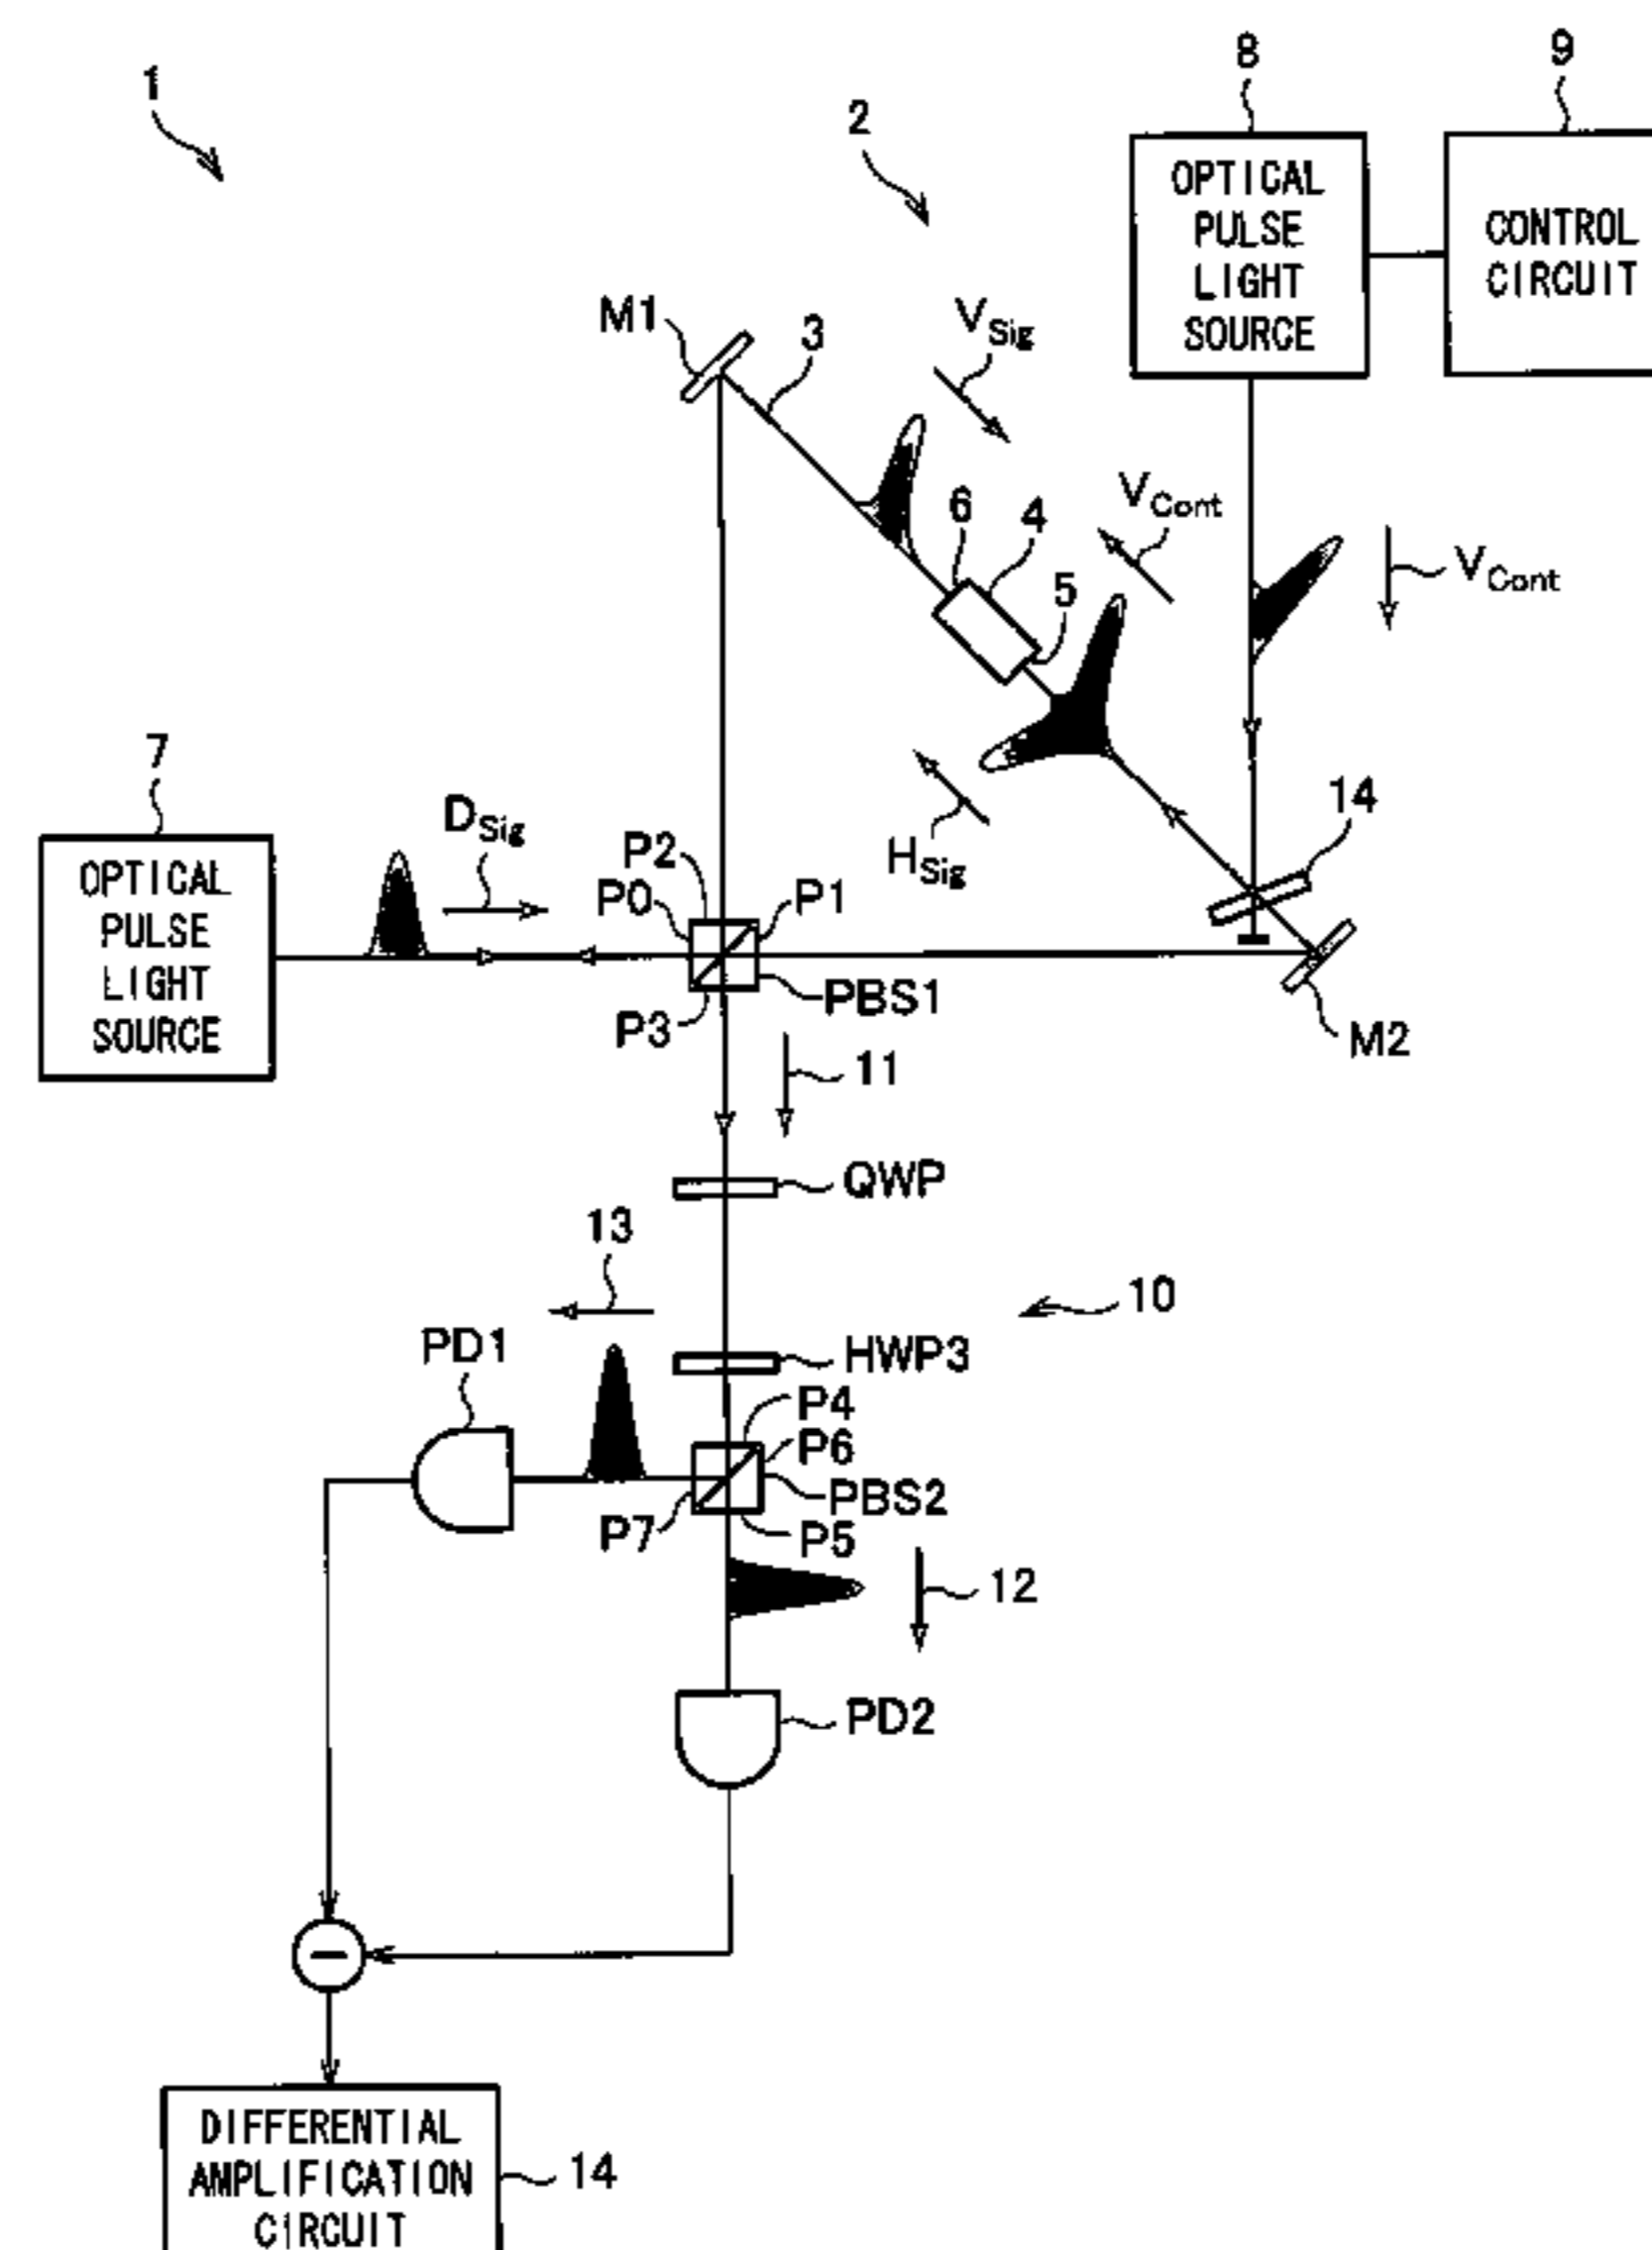 1
2
8
9
OPTICAL
PULSE
LIGHT
SOURCE
CONTROL
CIRCUIT
M1
3
VSig
6
4
VCont
5
VCont
7
DSig
HSig
14
OPTICAL
PULSE
LIGHT
SOURCE
P2
P0
P1
PBS1
P3
M2
11
QWP
13
10
PD1
HWP3
P4
P6
PBS2
P7
P5
12
PD2
−
DIFFERENTIAL
AMPLIFICATION
CIRCUIT
14